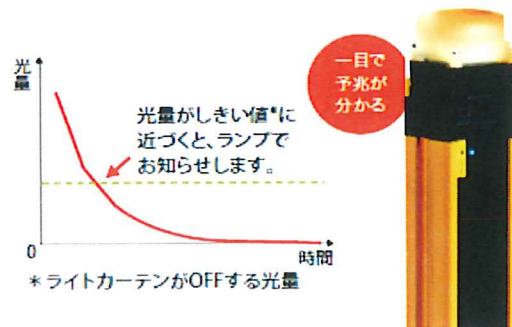 光量
光量がしきい値*に
近づくと、ランプで
お知らせします。
0
時間
*ライトカーテンがOFFする光量
一目で
予兆が
分かる